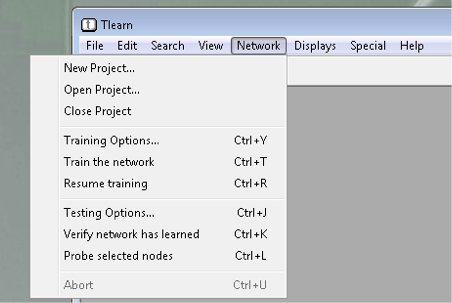 t Tlearn
File Edit Search View Network Displays Special Help
New Project...
Open Project...
Close Project
Training Options... Ctrl+Y
Train the network Ctrl+T
Resume training Ctrl+R
Testing Options... Ctrl+J
Verify network has learned Ctrl+K
Probe selected nodes Ctrl+L
Abort Ctrl+U